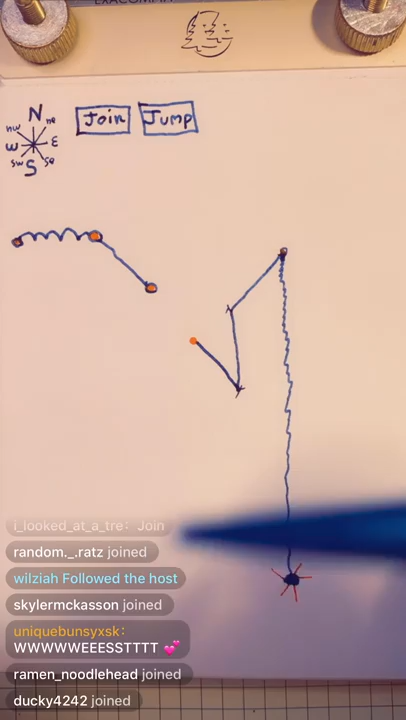 N
nw
ne
W
E
sw
se
S
Join
Jump
i_looked_at_a_tre: Join
random._.ratz joined
wilziah Followed the host
skylermckasson joined
uniquebunsyxsk:
WWWWWEEESSTTTT 💕
ramen_noodlehead joined
ducky4242 joined